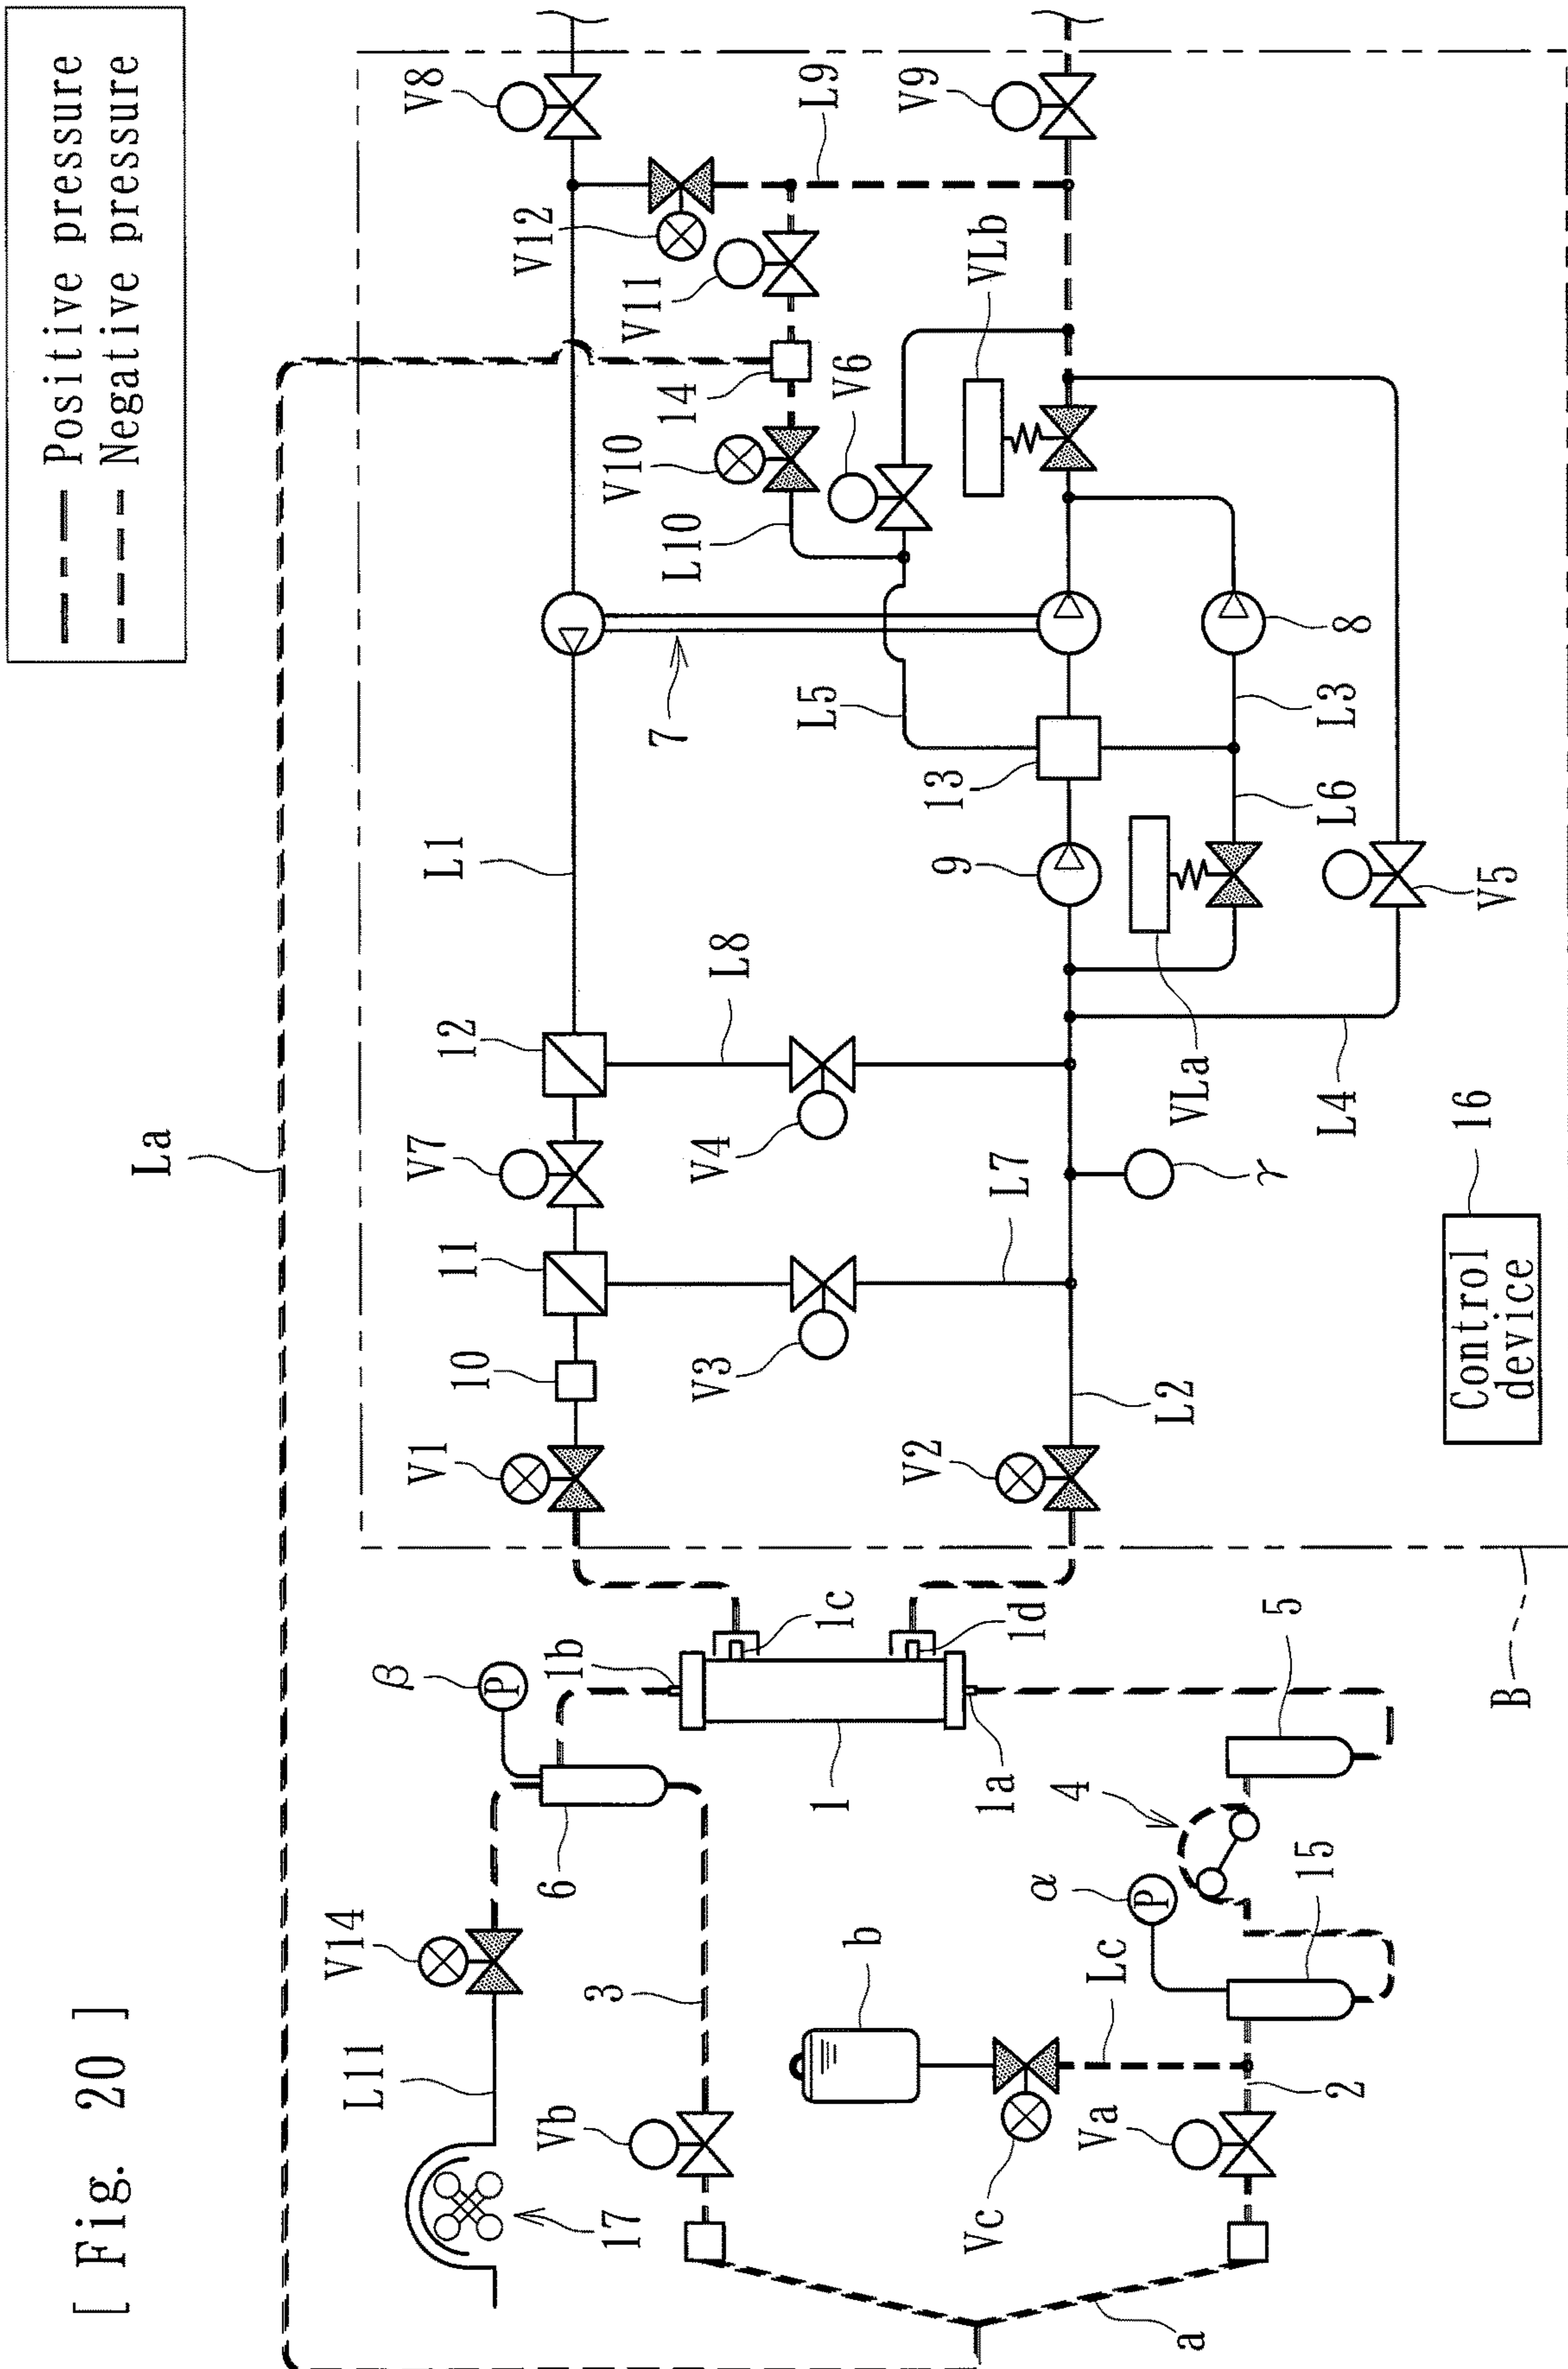 [ Fig. 20 ]
Positive pressure
Negative pressure
La
V8
V12
V11
L9
V9
14
V10
V6
VLb
L10
7
L5
8
L3
13
L6
9
V5
L1
L8
12
VLa
L4
V7
V4
L7
γ
16
Control
device
11
10
V3
L2
V1
V2
B
β
P
1b
1c
1d
5
1
1a
4
6
α
P
15
V14
3
b
Lc
L11
Vb
2
Va
17
Vc
a